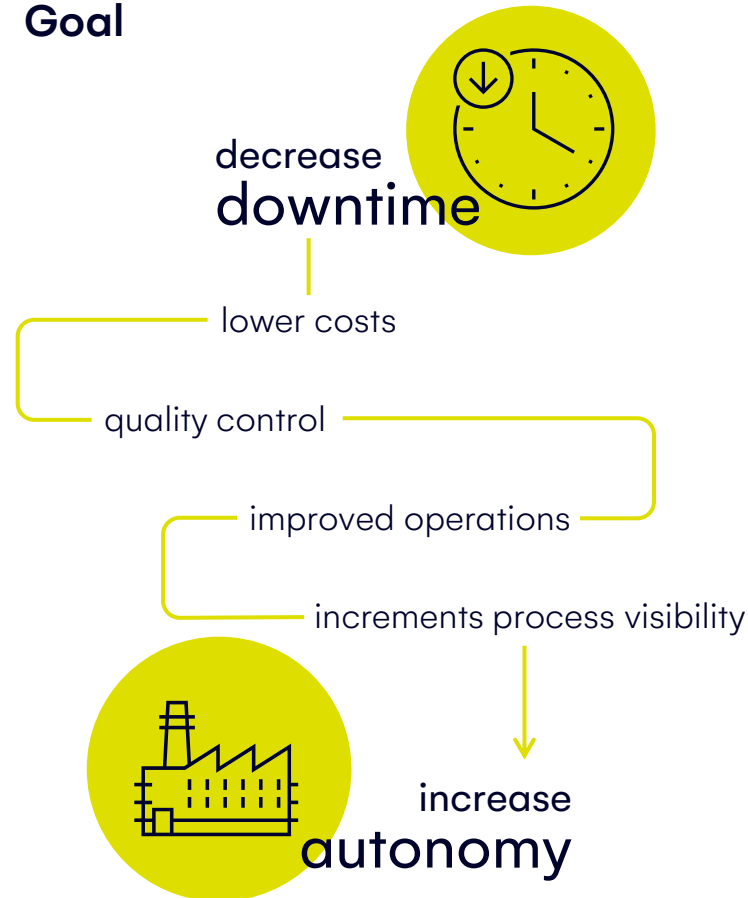 Goal
decrease
downtime
lower costs
quality control
improved operations
increments process visibility
increase
autonomy